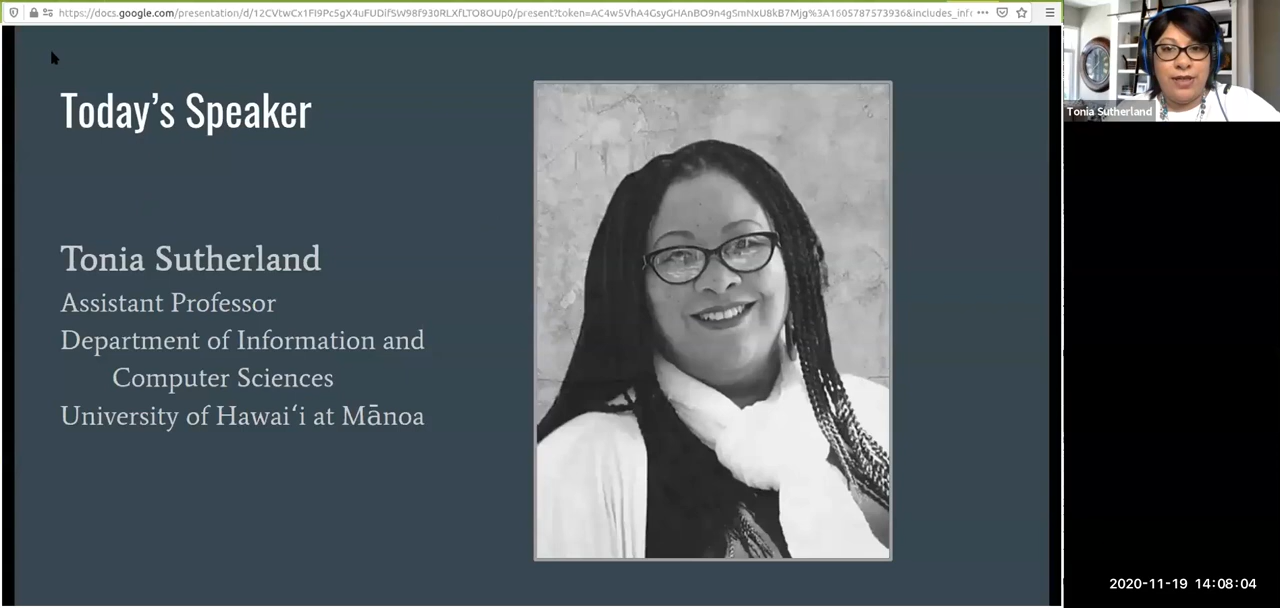 Today's Speaker
Tonia Sutherland
Assistant Professor
Department of Information and
Computer Sciences
University of Hawaiʻi at Mānoa
Tonia Sutherland
2020-11-19 14:08:04